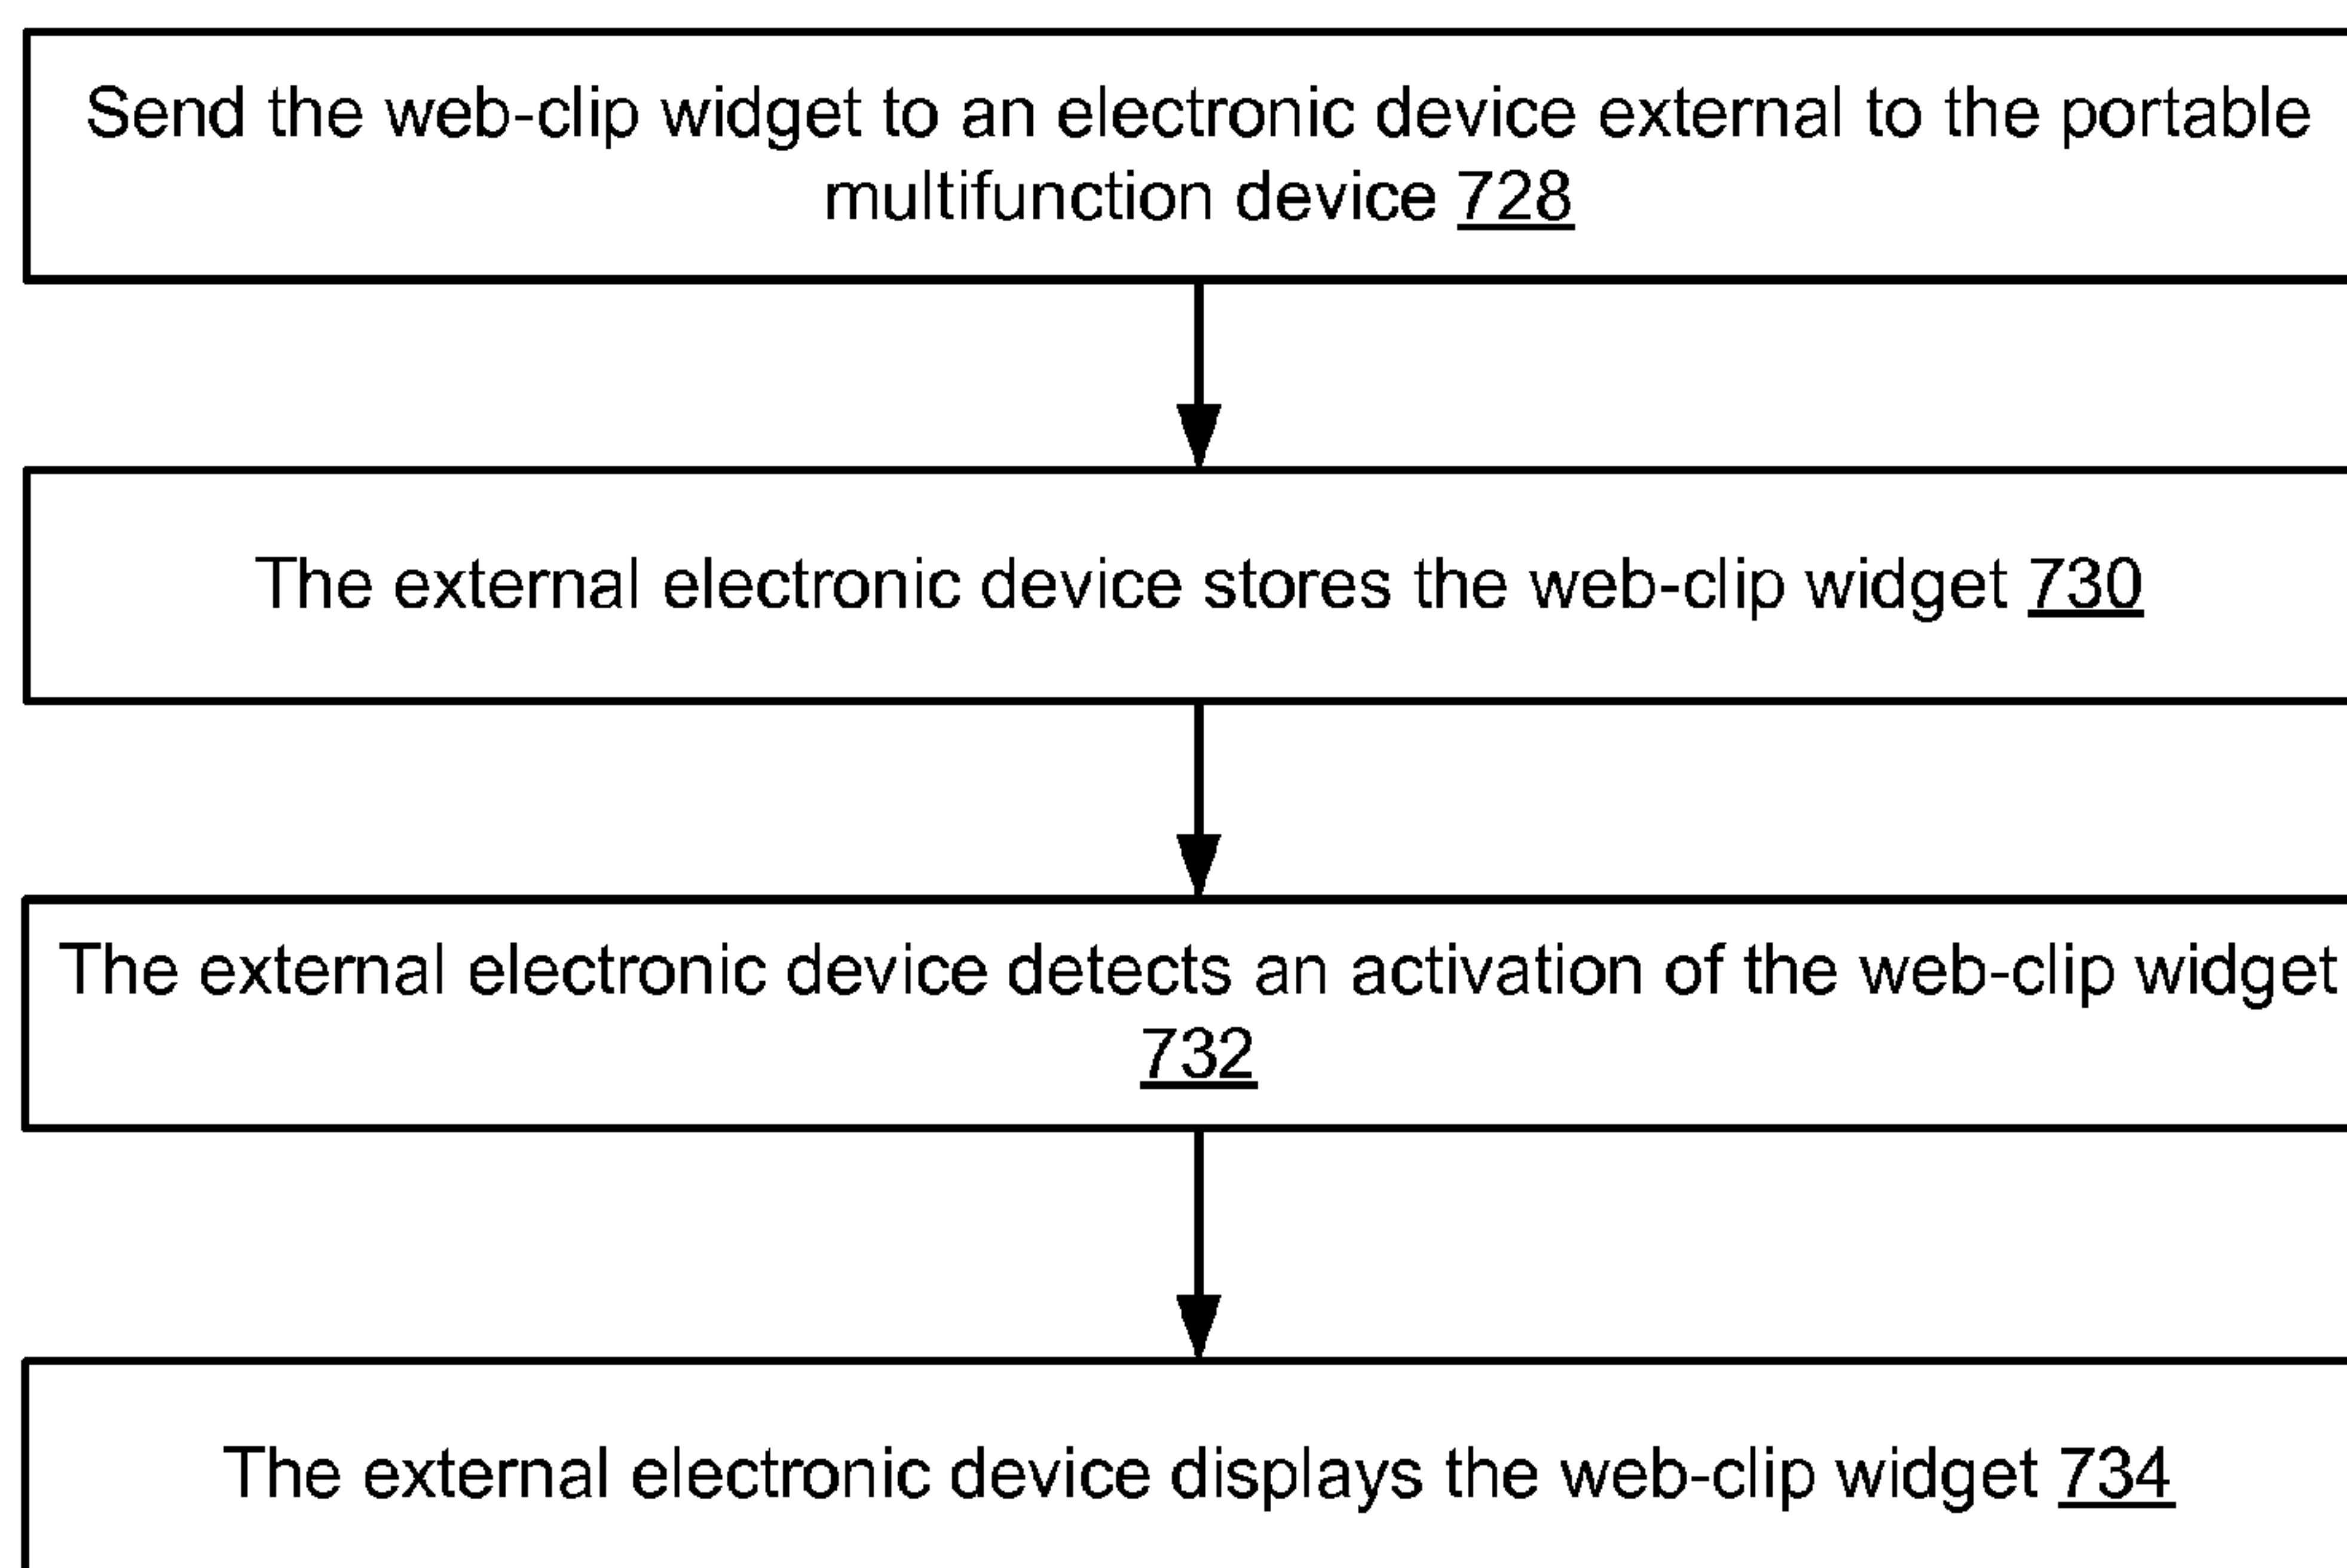 Send the web-clip widget to an electronic device external to the portable
multifunction device 728
The external electronic device stores the web-clip widget 730
The external electronic device detects an activation of the web-clip widget
732
The external electronic device displays the web-clip widget 734